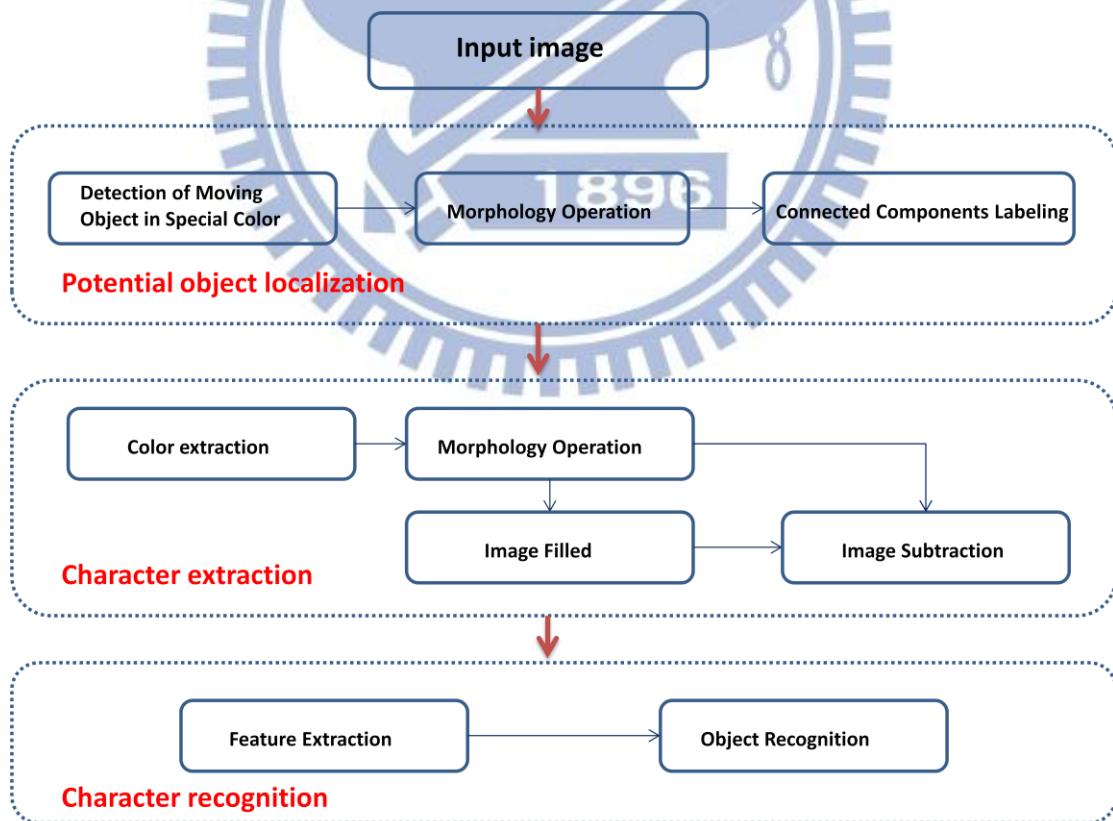 Input image
1896
Detection of Moving
Object in Special Color
Morphology Operation
Connected Components Labeling
Potential object localization
Color extraction
Morphology Operation
Image Filled
Image Subtraction
Character extraction
Feature Extraction
Object Recognition
Character recognition